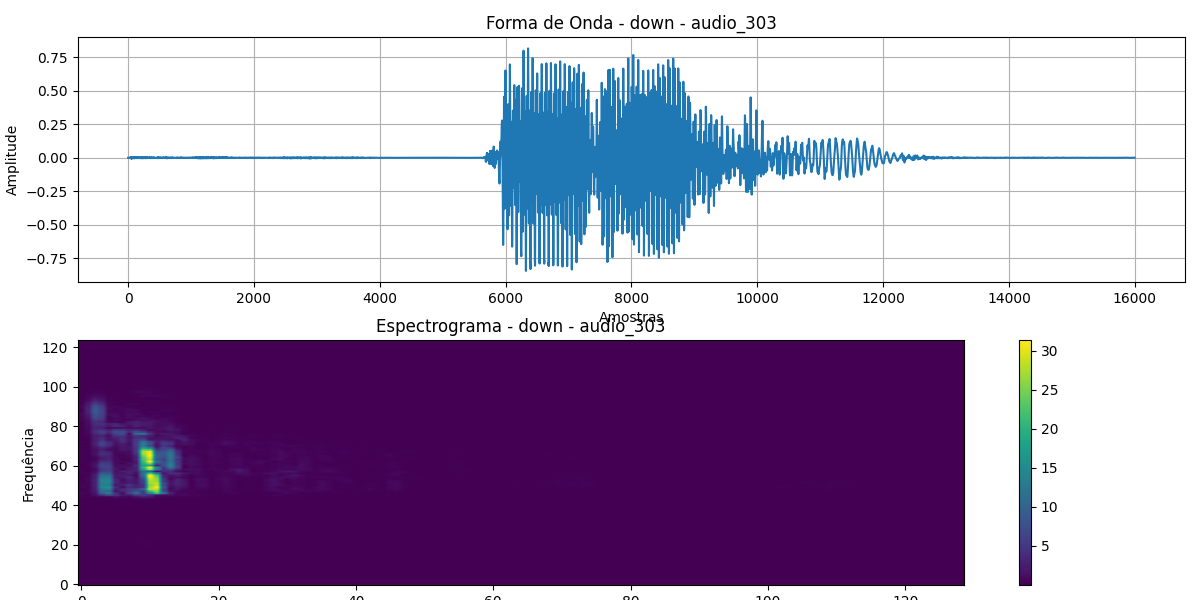 Forma de Onda - down - audio_303
Amplitude
0.75
0.50
0.25
0.00
−0.25
−0.50
−0.75
0 2000 4000 6000 8000 10000 12000 14000 16000
Amostras
Espectrograma - down - audio_303
Frequência
120
100
80
60
40
20
0
0 20 40 60 80 100 120
30
25
20
15
10
5